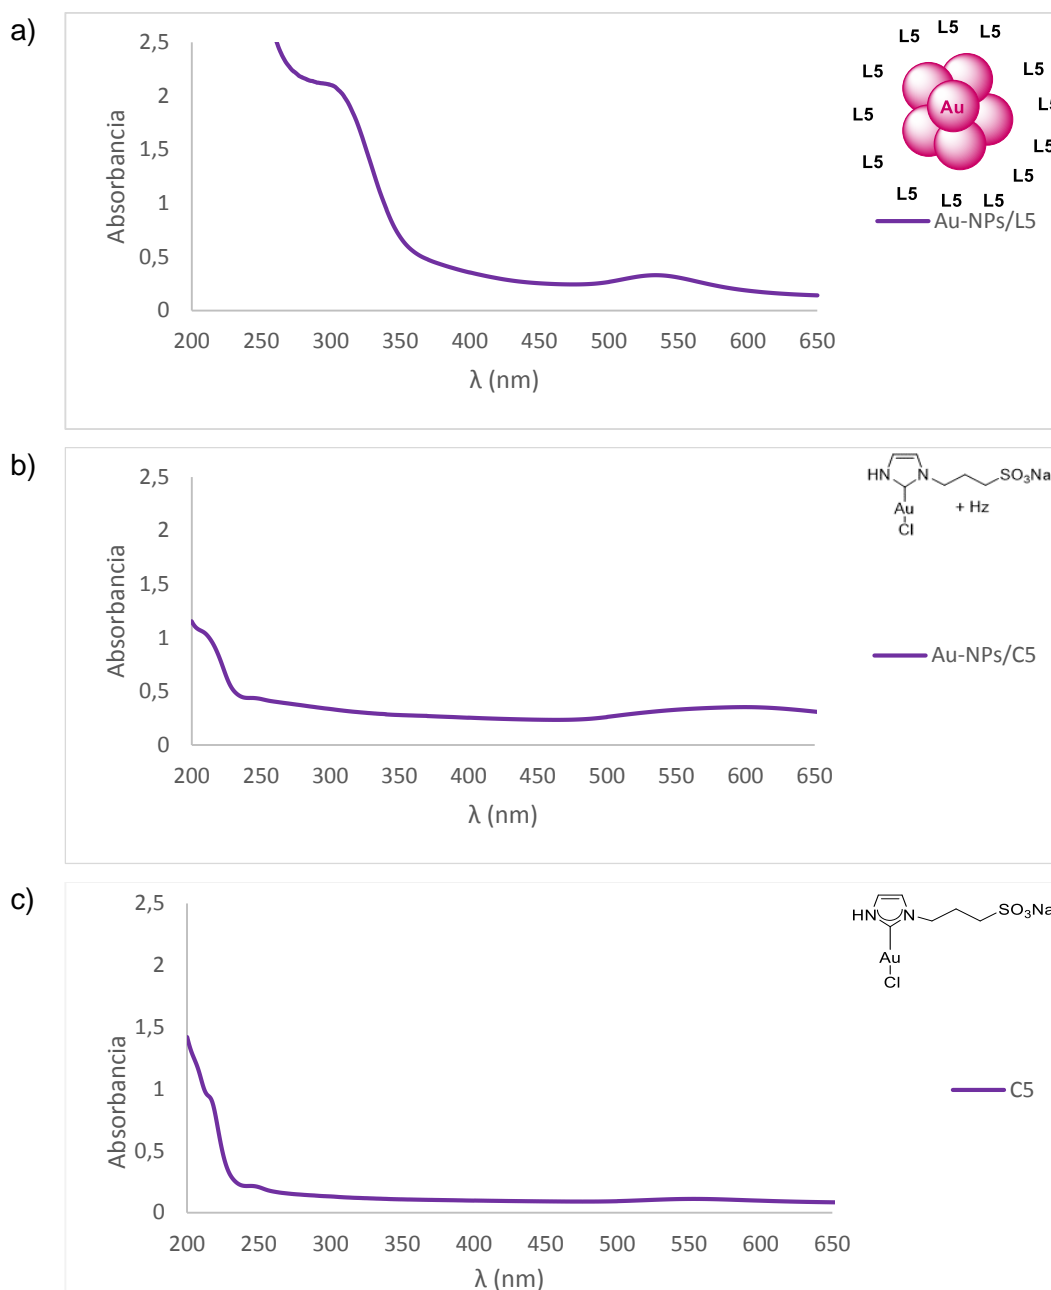 a)
2,5
2
1,5
1
0,5
0
Absorbancia
200 250 300 350 400 450 500 550 600 650
λ (nm)
L5 L5 L5
L5 L5
L5 L5
L5 L5
L5 L5 L5 L5
Au
Au-NPs/L5
b)
2,5
2
1,5
1
0,5
0
Absorbancia
200 250 300 350 400 450 500 550 600 650
λ (nm)
HN N SO3Na
Au + Hz
Cl
Au-NPs/C5
c)
2,5
2
1,5
1
0,5
0
Absorbancia
200 250 300 350 400 450 500 550 600 650
λ (nm)
HN N SO3Na
Au
Cl
C5